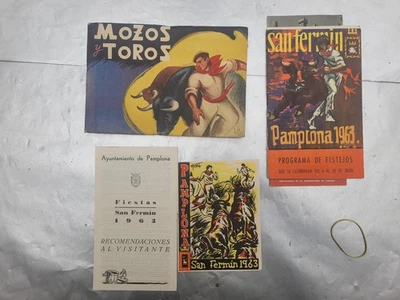 MOZOS
y TOROS
san fermin
Pamplona 1963
PROGRAMA DE FESTEJOS
Ayuntamiento de Pamplona
Fiestas
San Fermin
1963
RECOMENDACIONES
AL VISITANTE
PAMPLONA
San Fermin 1963